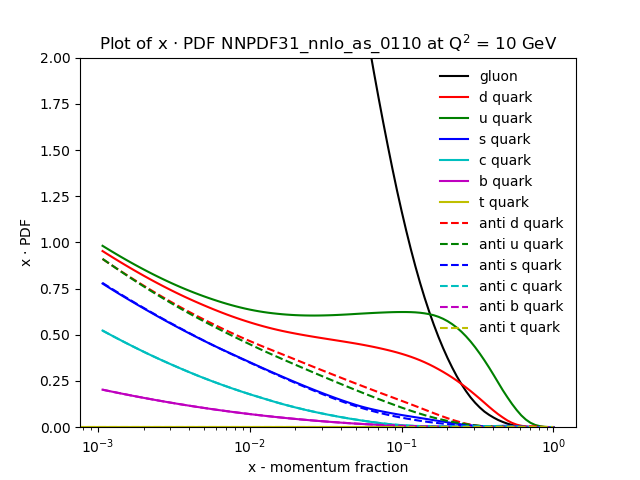 Plot of x · PDF NNPDF31_nnlo_as_0110 at Q² = 10 GeV
x · PDF
2.00
1.75
1.50
1.25
1.00
0.75
0.50
0.25
0.00
10⁻³
10⁻²
10⁻¹
10⁰
x - momentum fraction
gluon
d quark
u quark
s quark
c quark
b quark
t quark
anti d quark
anti u quark
anti s quark
anti c quark
anti b quark
anti t quark